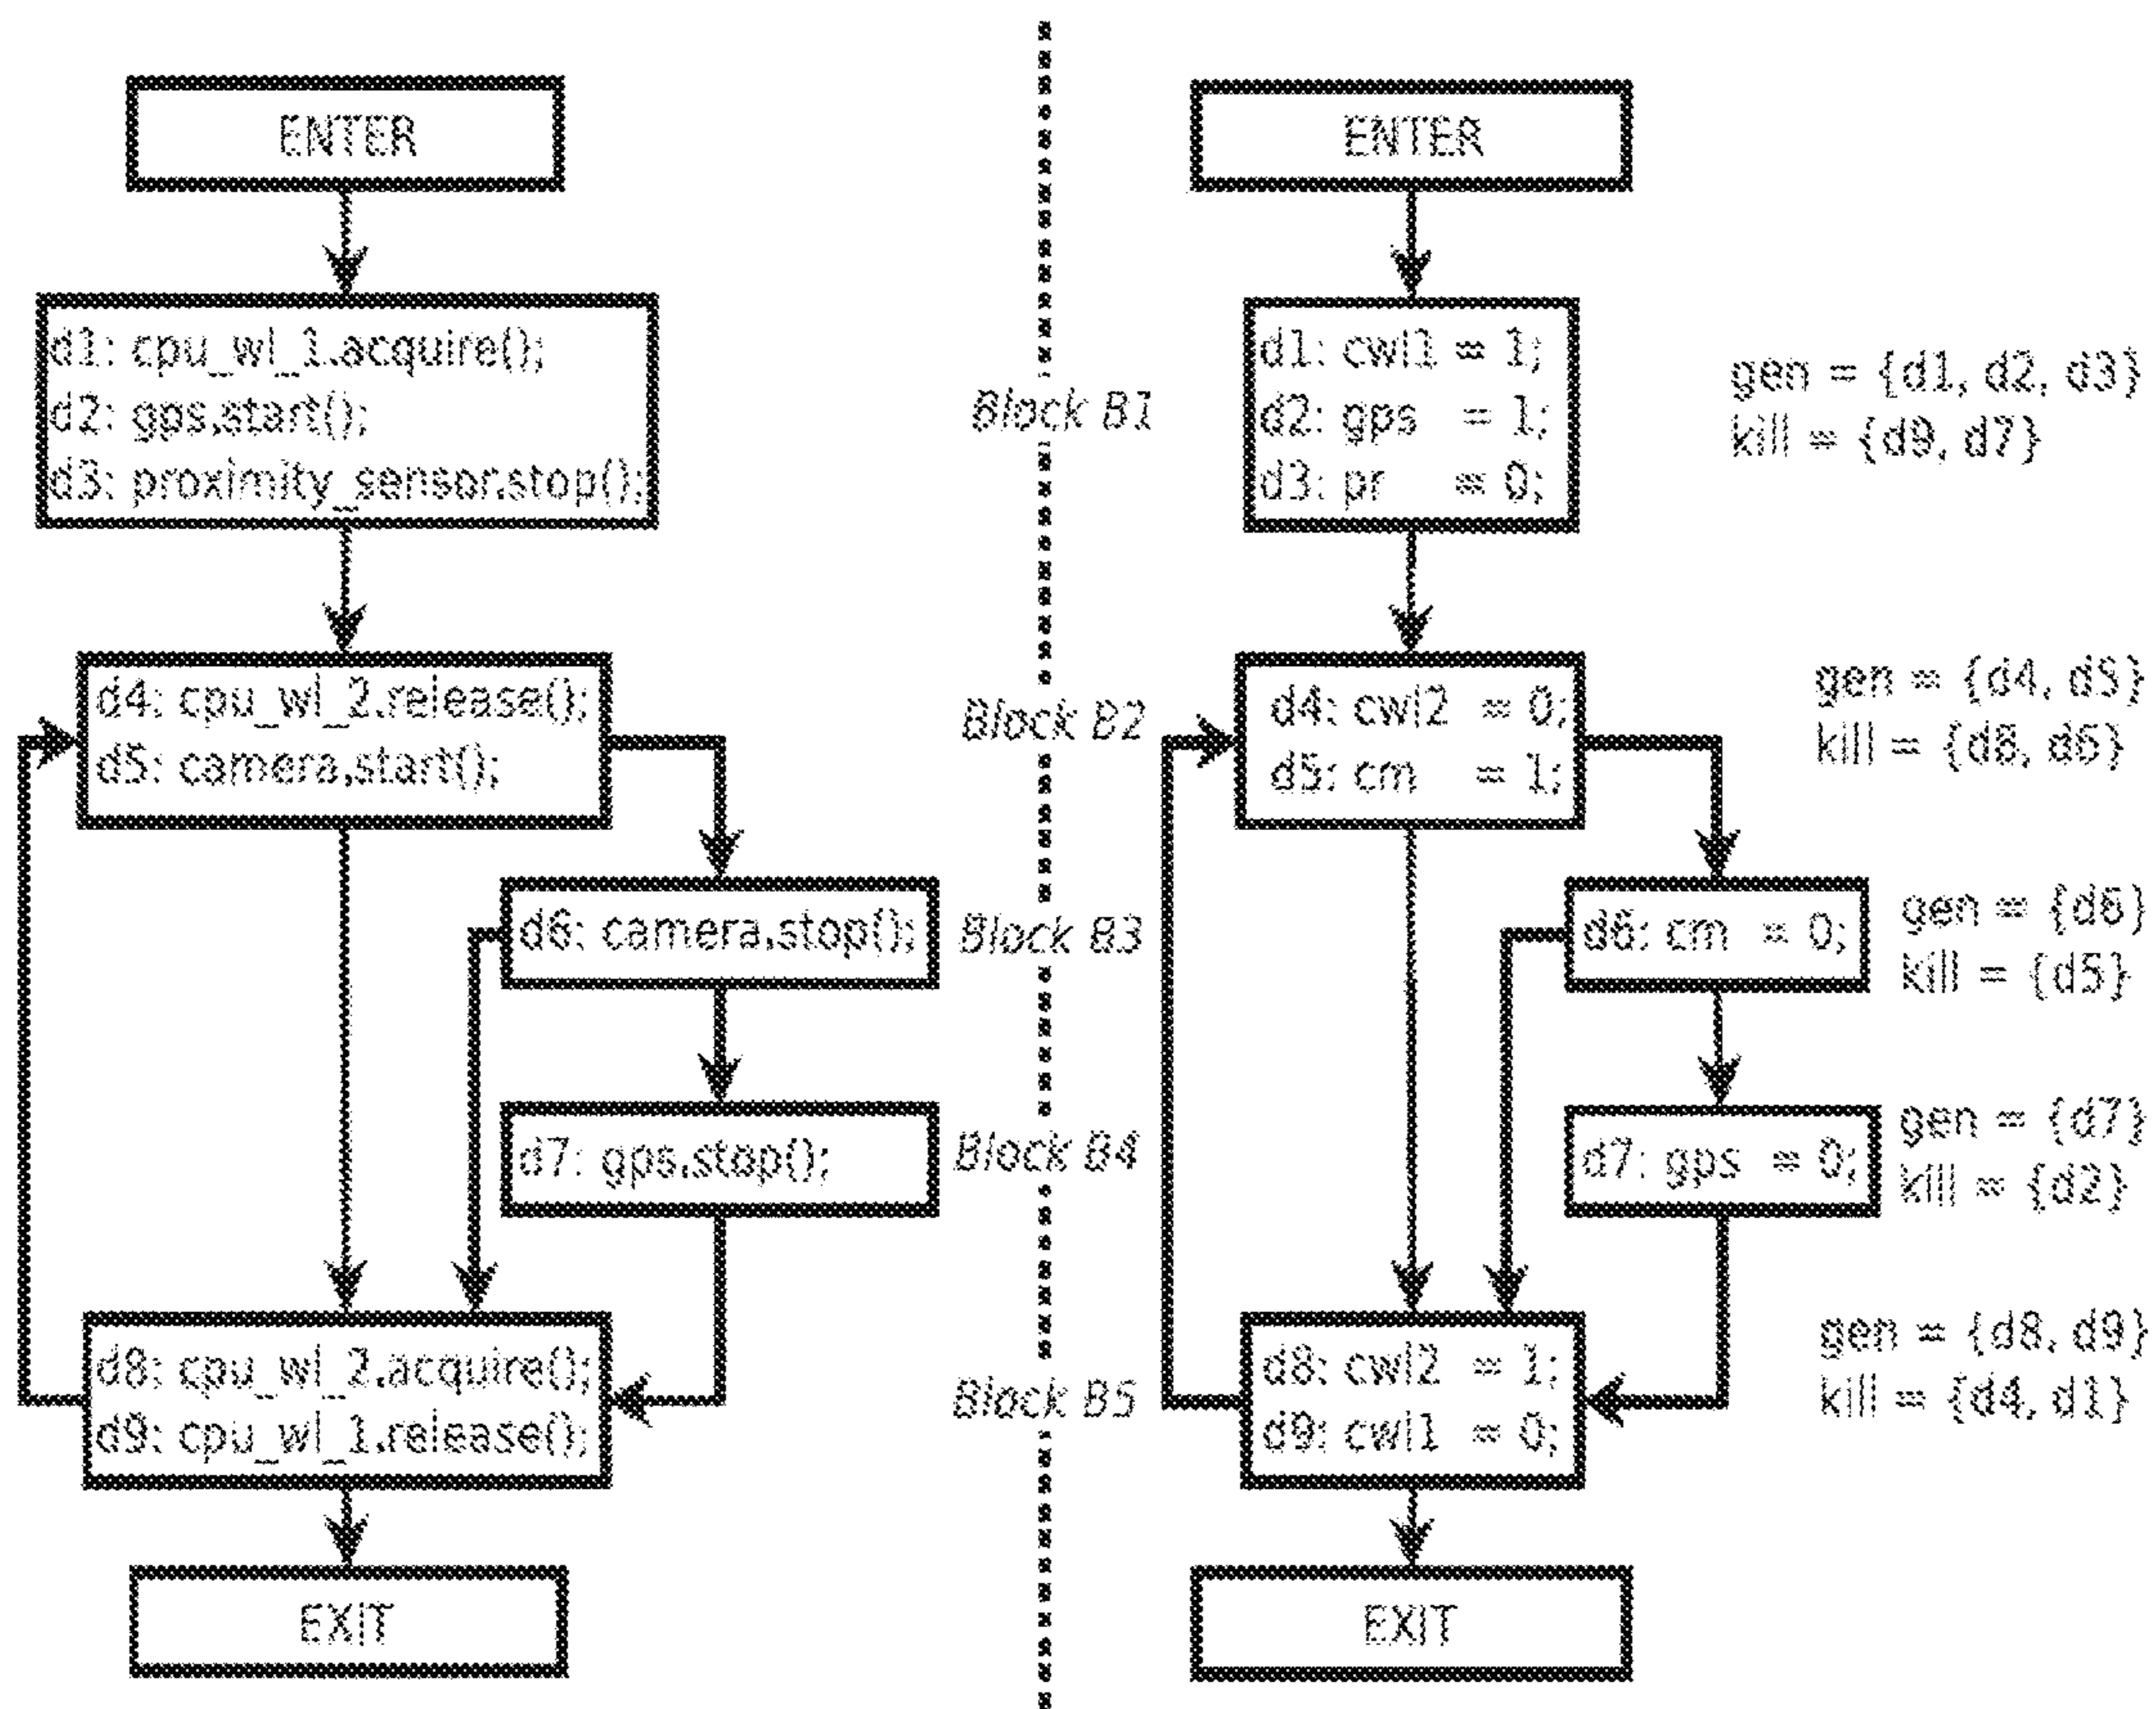 ENTER
d1: cpu_wl_1.acquire();
d2: gps.start();
d3: proximity_sensor.stop();
d4: cpu_wl_2.release();
d5: camera.start();
d6: camera.stop();
d7: gps.stop();
d8: cpu_wl_2.acquire();
d9: cpu_wl_1.release();
EXIT
Block B1
Block B2
Block B3
Block B4
Block B5
ENTER
d1: cwl1 = 1;
d2: gps = 1;
d3: pr = 0;
gen = {d1, d2, d3}
kill = {d9, d7}
d4: cwl2 = 0;
d5: cm = 1;
gen = {d4, d5}
kill = {d8, d6}
d6: cm = 0;
gen = {d6}
kill = {d5}
d7: gps = 0;
gen = {d7}
kill = {d2}
d8: cwl2 = 1;
d9: cwl1 = 0;
gen = {d8, d9}
kill = {d4, d1}
EXIT